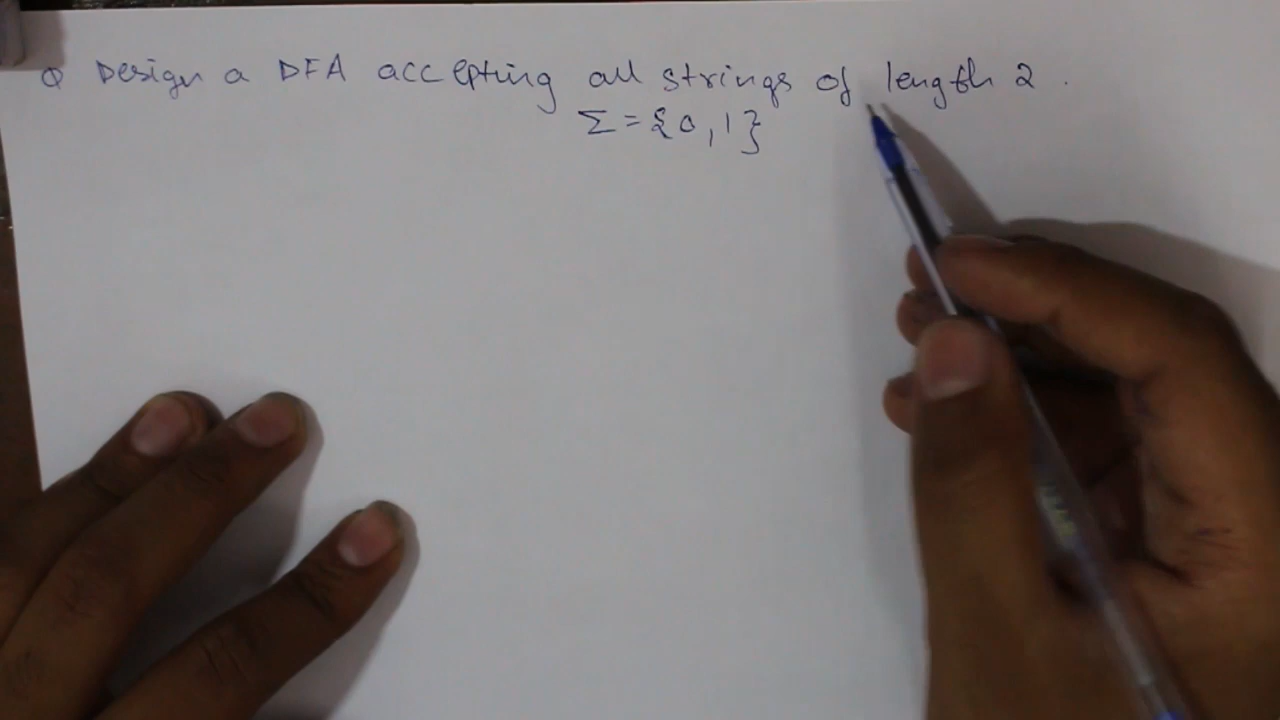 Q Design a DFA accepting all strings of length 2.
Σ = {0, 1}